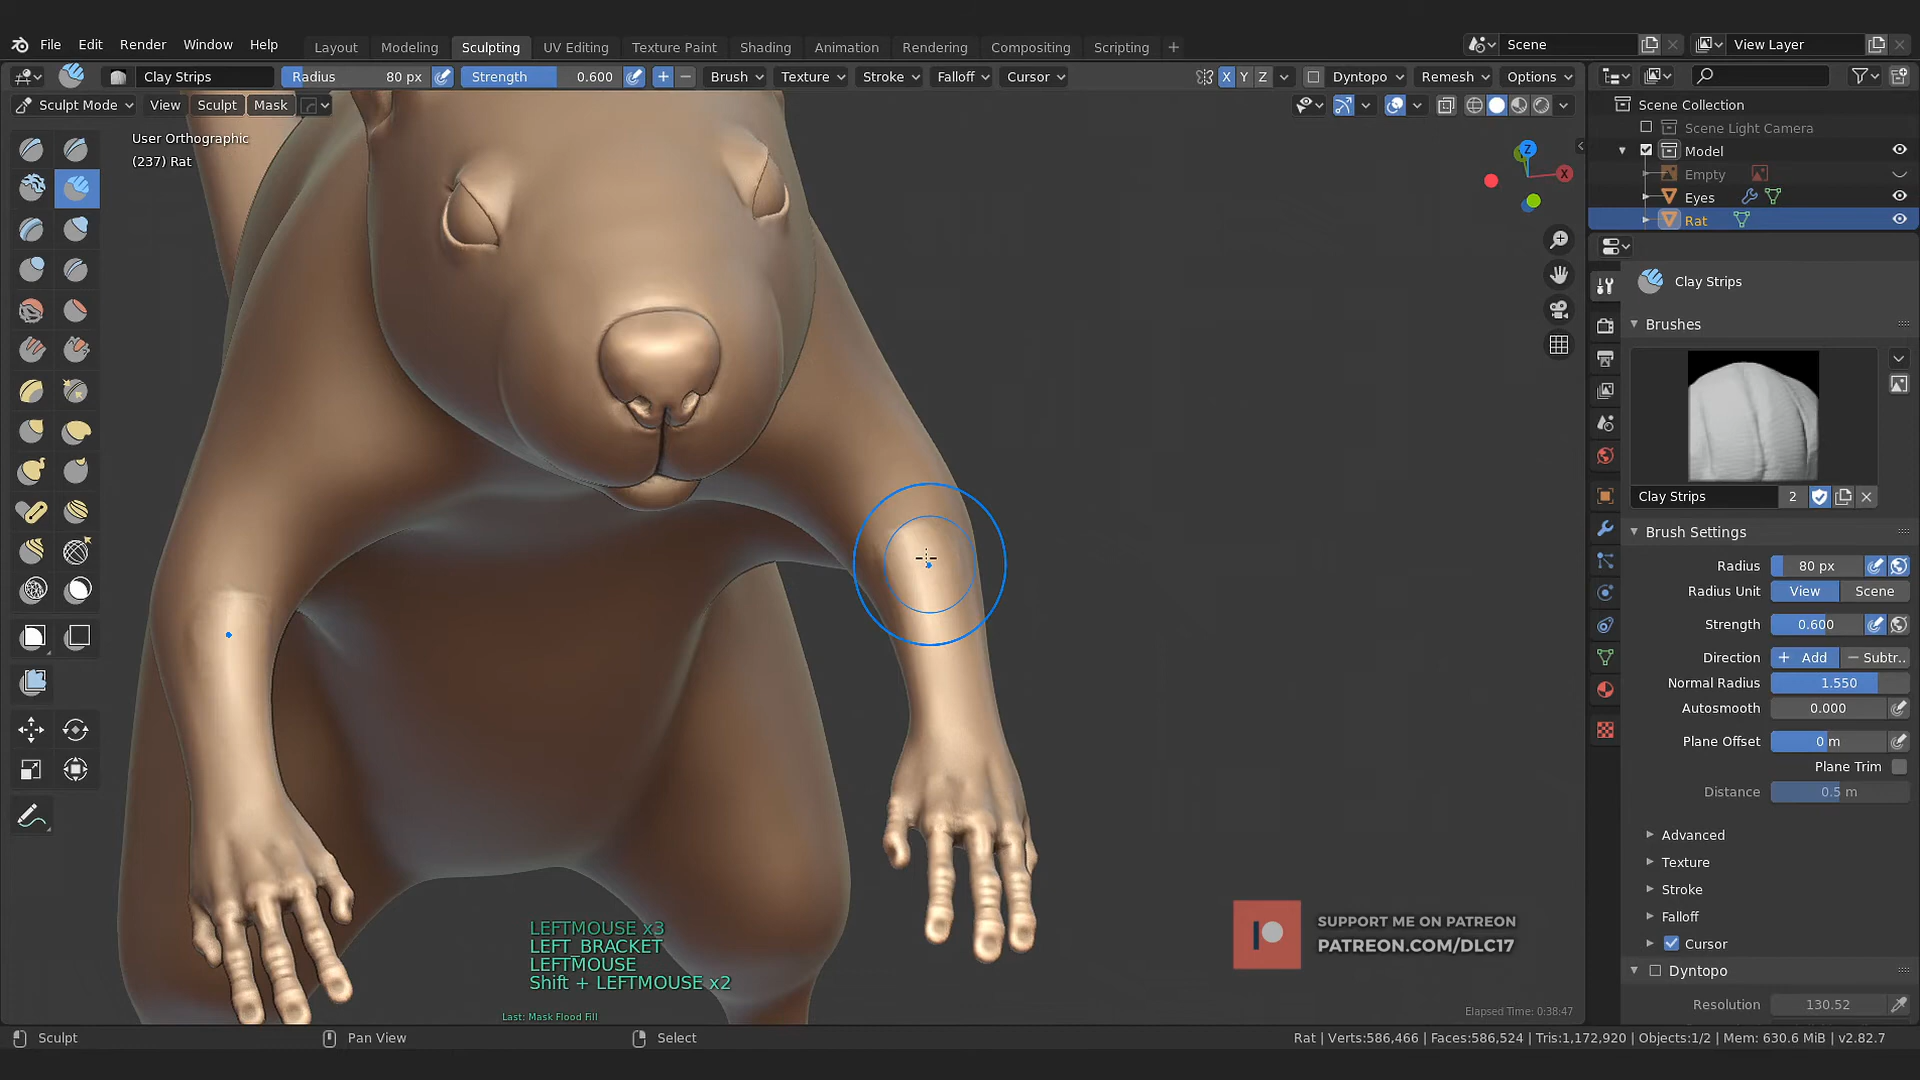 File Edit Render Window Help Layout Modeling Sculpting UV Editing Texture Paint Shading Animation Rendering Compositing Scripting + Scene View Layer
Clay Strips Radius 80 px Strength 0.600 Brush Texture Stroke Falloff Cursor X Y Z Dyntopo Remesh Options
Sculpt Mode View Sculpt Mask
User Orthographic
(237) Rat
Z
X
Scene Collection
Scene Light Camera
Model
Empty
Eyes
Rat
Clay Strips
Brushes
Clay Strips 2
Brush Settings
Radius 80 px
Radius Unit View Scene
Strength 0.600
Direction + Add − Subtr..
Normal Radius 1.550
Autosmooth 0.000
Plane Offset 0 m
Plane Trim
Distance 0.5 m
Advanced
Texture
Stroke
Falloff
Cursor
Dyntopo
Resolution 130.52
LEFTMOUSE x3
LEFT_BRACKET
LEFTMOUSE
Shift + LEFTMOUSE x2
Last: Mask Flood Fill
SUPPORT ME ON PATREON
PATREON.COM/DLC17
Elapsed Time: 0:38:47
Sculpt Pan View Select Rat | Verts:586,466 | Faces:586,524 | Tris:1,172,920 | Objects:1/2 | Mem: 630.6 MiB | v2.82.7